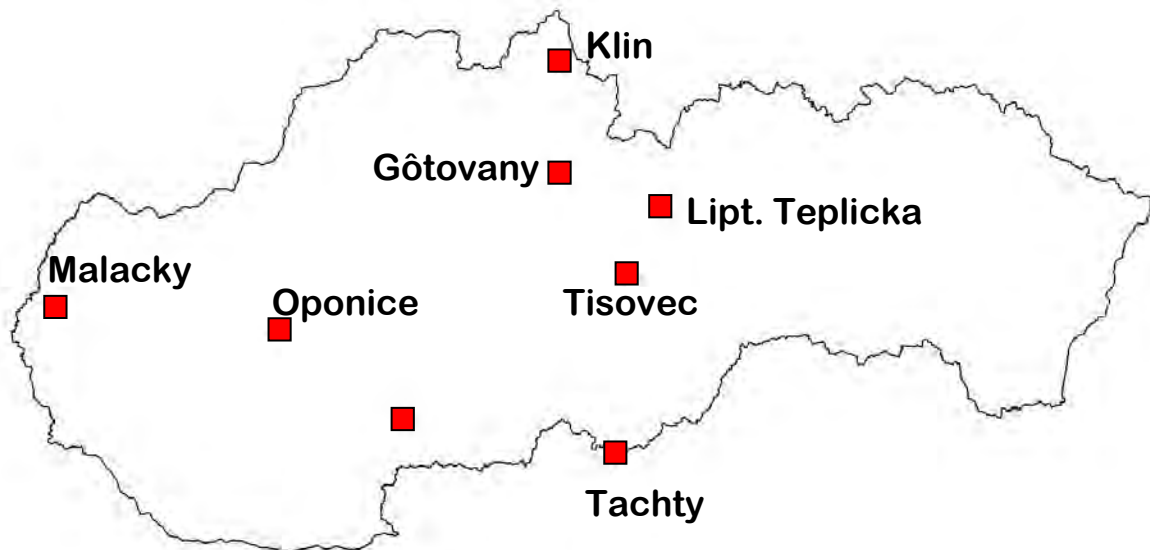 Klin
Gôtovany
Lipt. Teplicka
Malacky
Oponice
Tisovec
Tachty